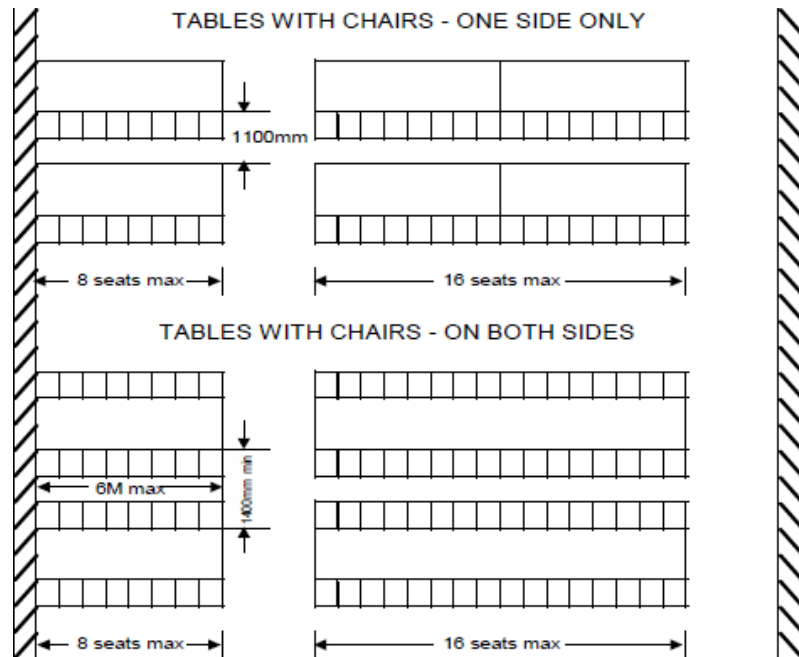 TABLES WITH CHAIRS - ONE SIDE ONLY
1100mm
8 seats max
16 seats max
TABLES WITH CHAIRS - ON BOTH SIDES
6M max
1400mm min
8 seats max
16 seats max